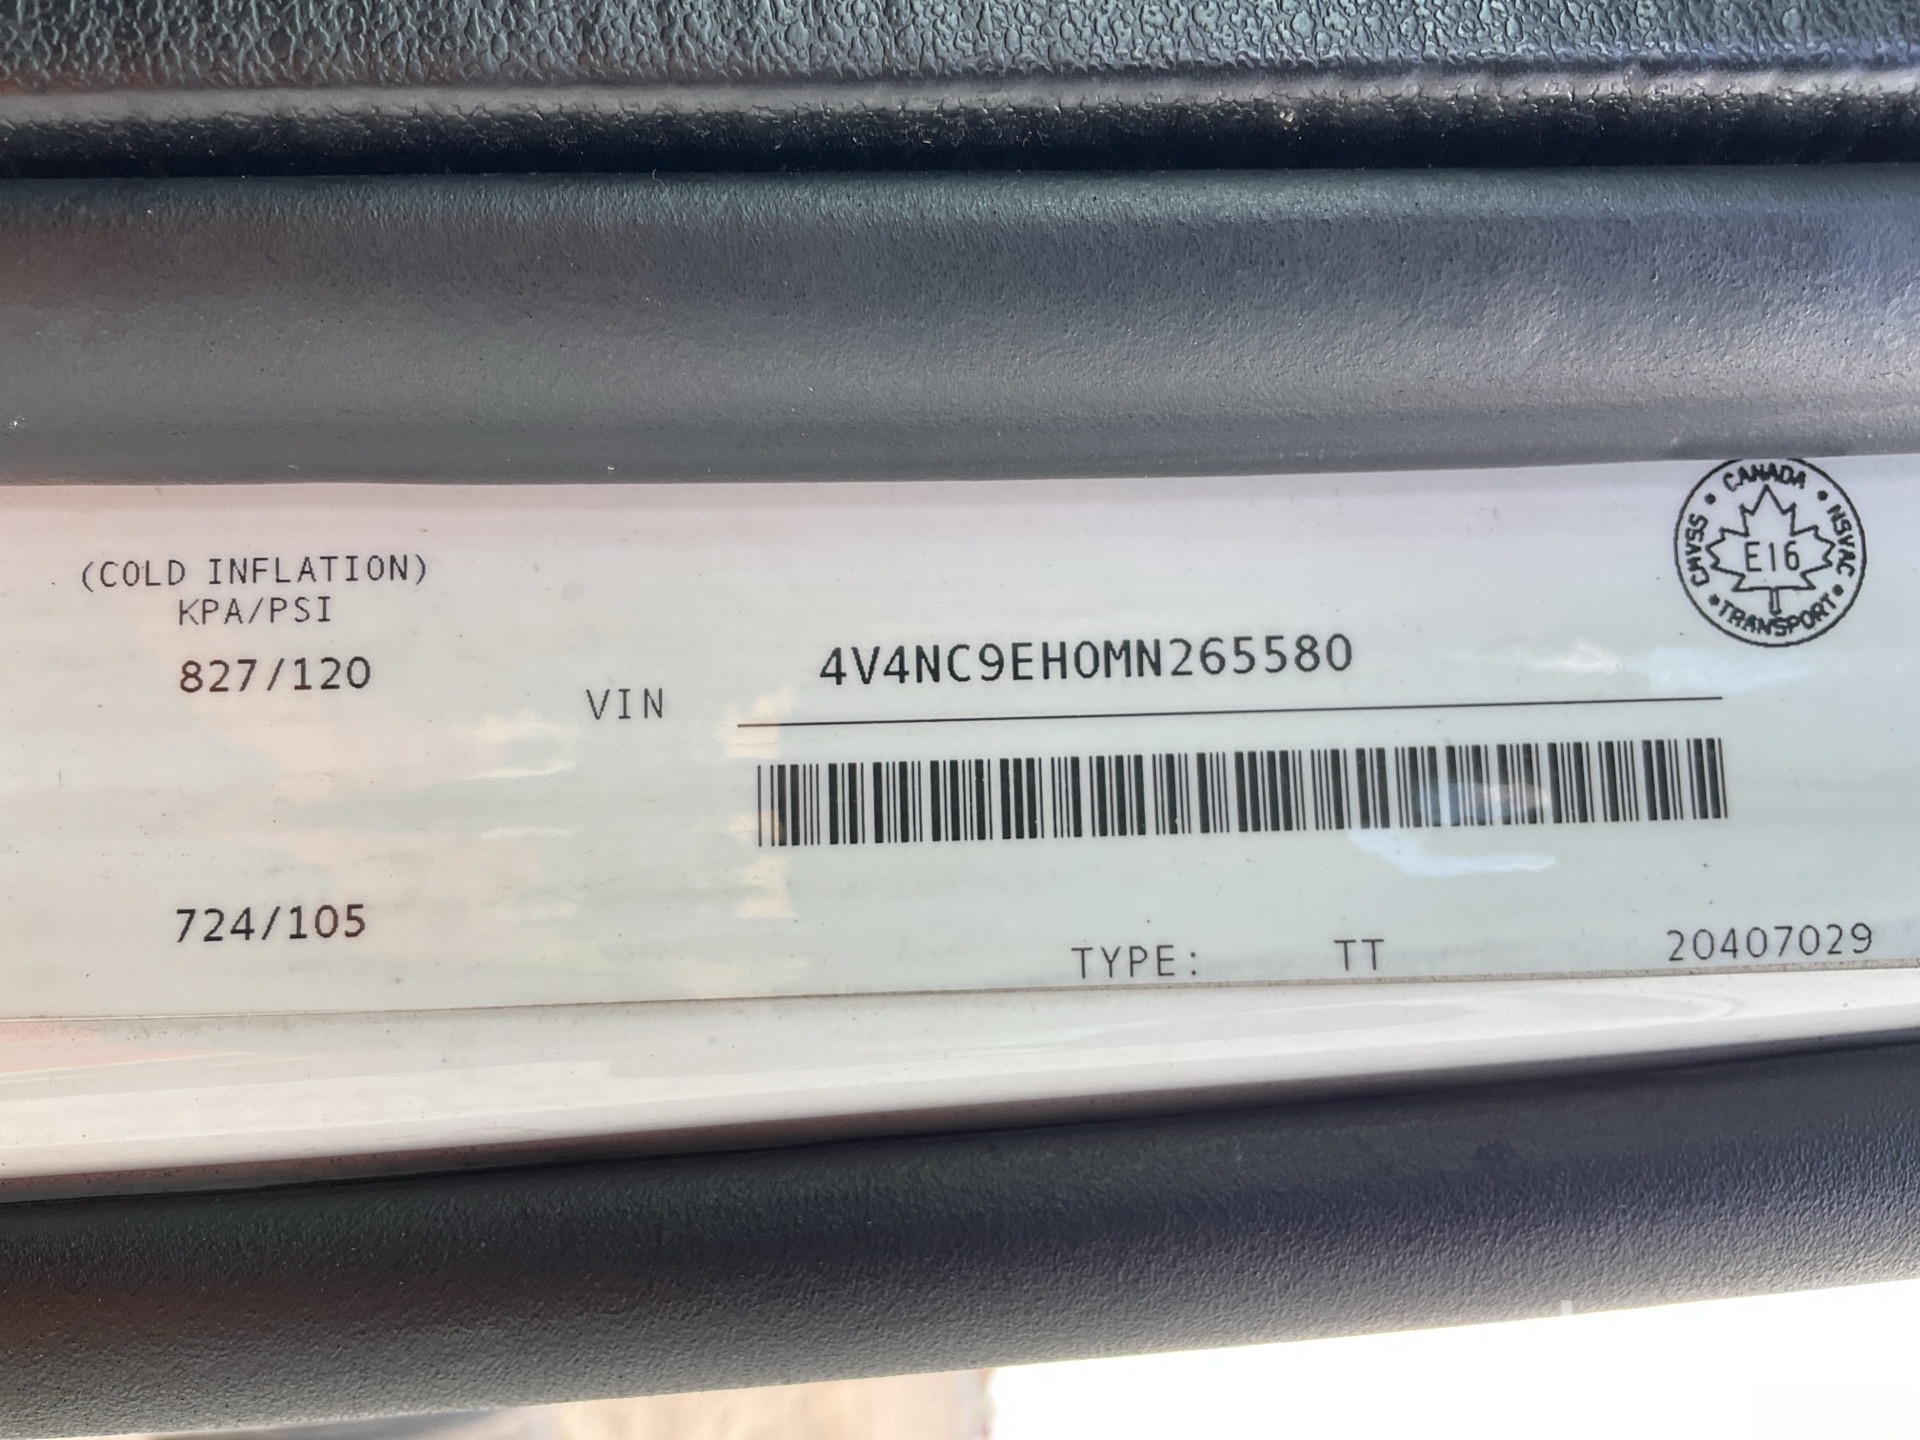 (COLD INFLATION)
KPA/PSI
827/120
724/105
VIN
4V4NC9EH0MN265580
TYPE: TT
20407029
CANADA
NSVAC
TRANSPORT
CMVSS
E16